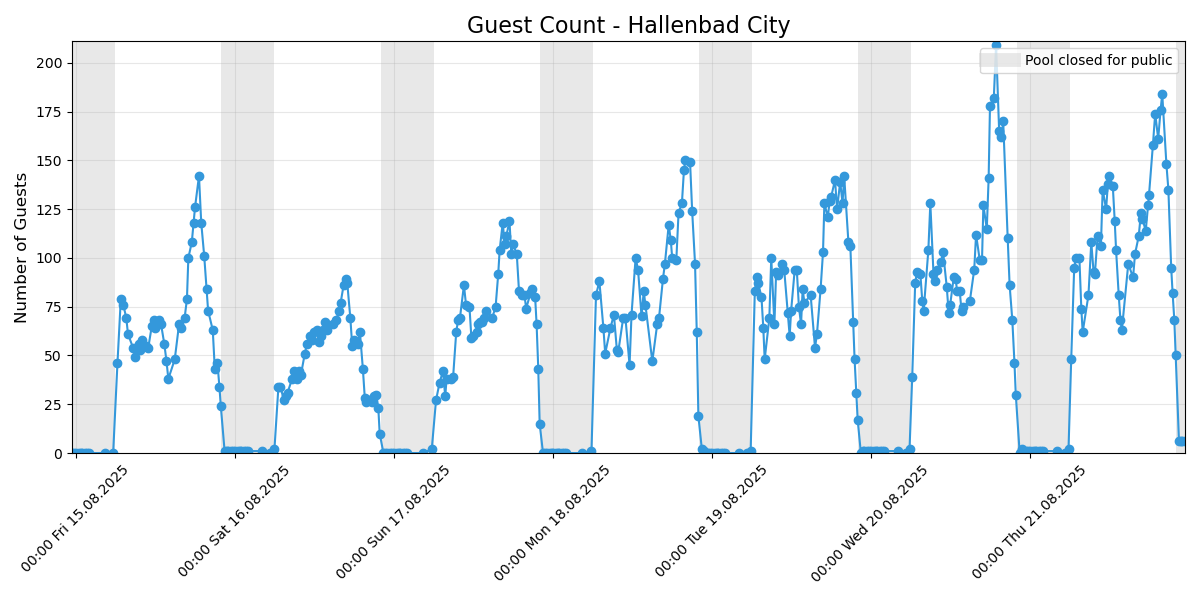 Guest Count - Hallenbad City
Pool closed for public
Number of Guests
200
175
150
125
100
75
50
25
0
00:00 Fri 15.08.2025
00:00 Sat 16.08.2025
00:00 Sun 17.08.2025
00:00 Mon 18.08.2025
00:00 Tue 19.08.2025
00:00 Wed 20.08.2025
00:00 Thu 21.08.2025